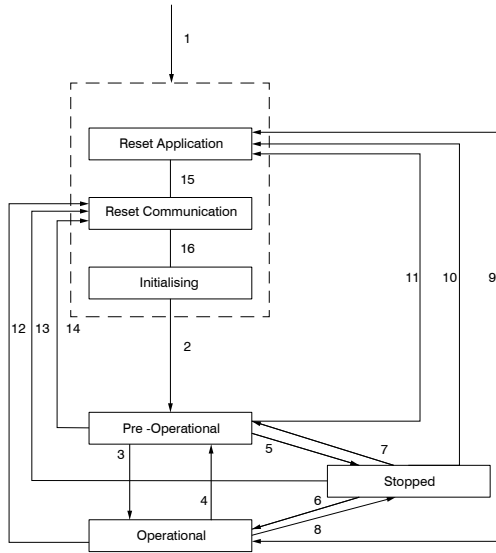 1
Reset Application
15
Reset Communication
16
Initialising
12
13
14
2
11
10
9
Pre -Operational
3
5
7
Stopped
4
6
8
Operational